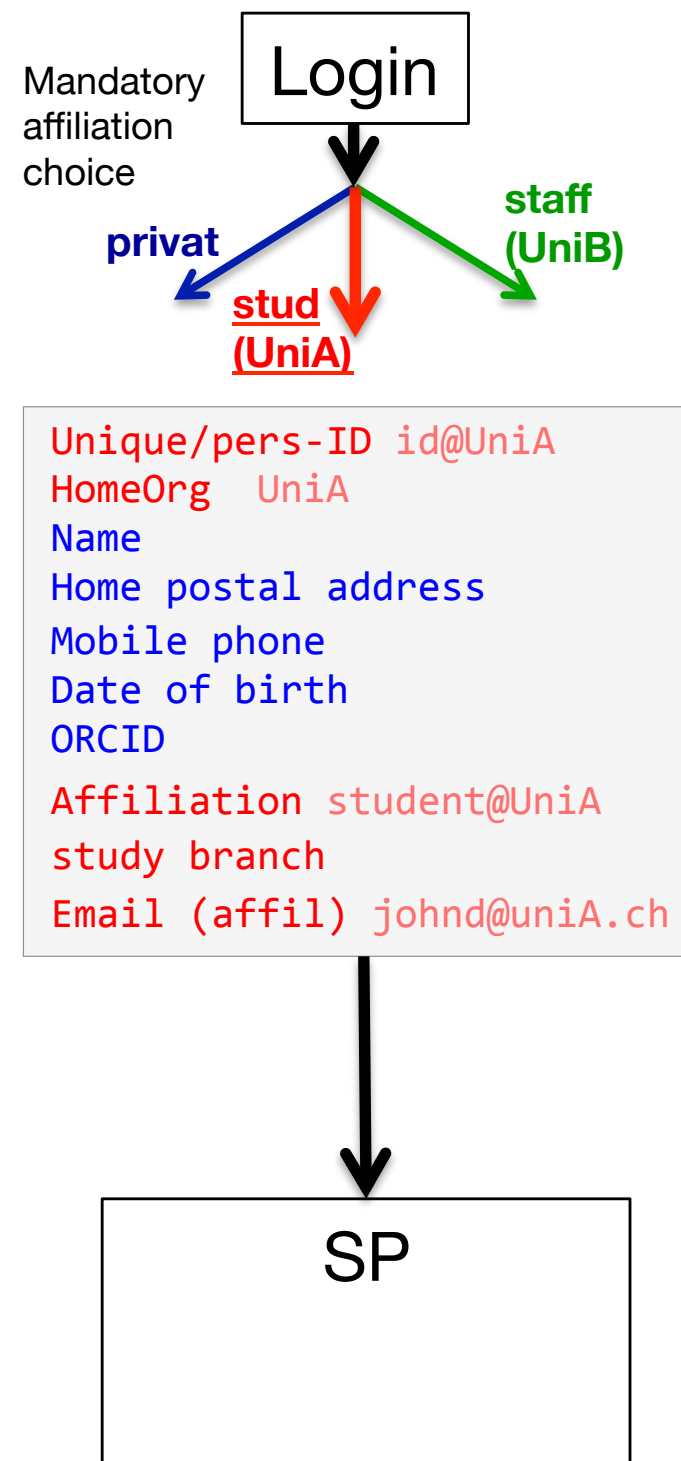 Login
Mandatory
affiliation
choice
privat
stud
(UniA)
staff
(UniB)
Unique/pers-ID id@UniA
HomeOrg UniA
Name
Home postal address
Mobile phone
Date of birth
ORCID
Affiliation student@UniA
study branch
Email (affil) johnd@uniA.ch
SP